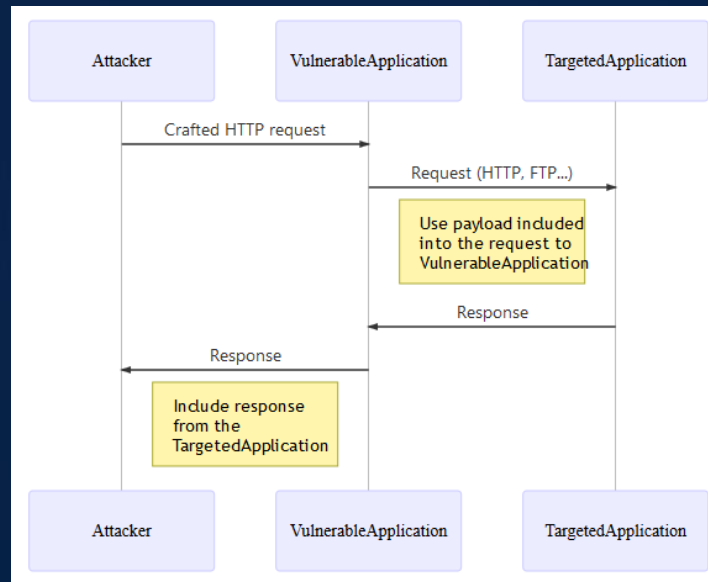 Attacker
VulnerableApplication
TargetedApplication
Crafted HTTP request
Request (HTTP, FTP...)
Use payload included
into the request to
VulnerableApplication
Response
Response
Include response
from the
TargetedApplication
Attacker
VulnerableApplication
TargetedApplication